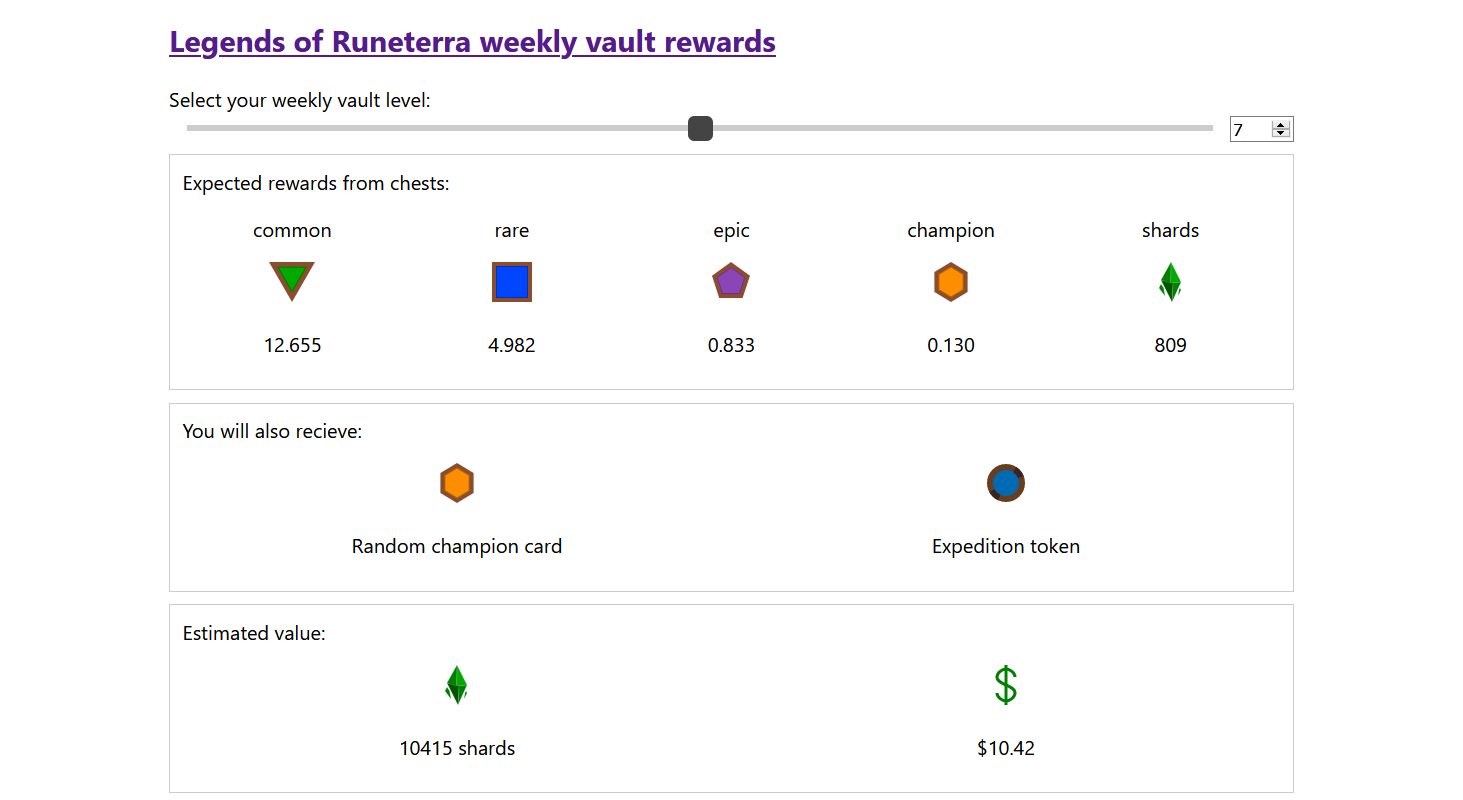 Legends of Runeterra weekly vault rewards
Select your weekly vault level:
7
Expected rewards from chests:
common rare epic champion shards
12.655 4.982 0.833 0.130 809
You will also recieve:
Random champion card Expedition token
Estimated value:
$
10415 shards $10.42